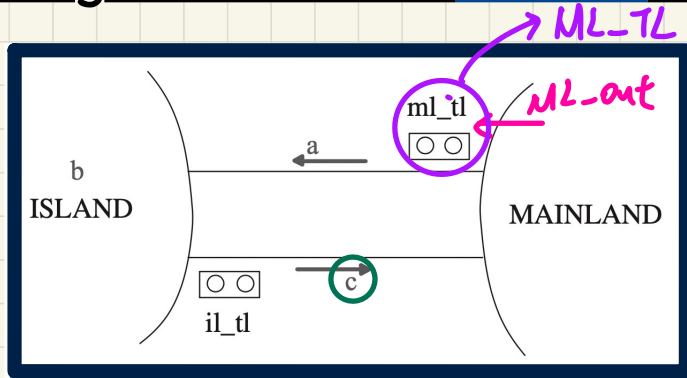 ML_TL
ml_tl
ML_out
a
b
ISLAND
MAINLAND
c
il_tl